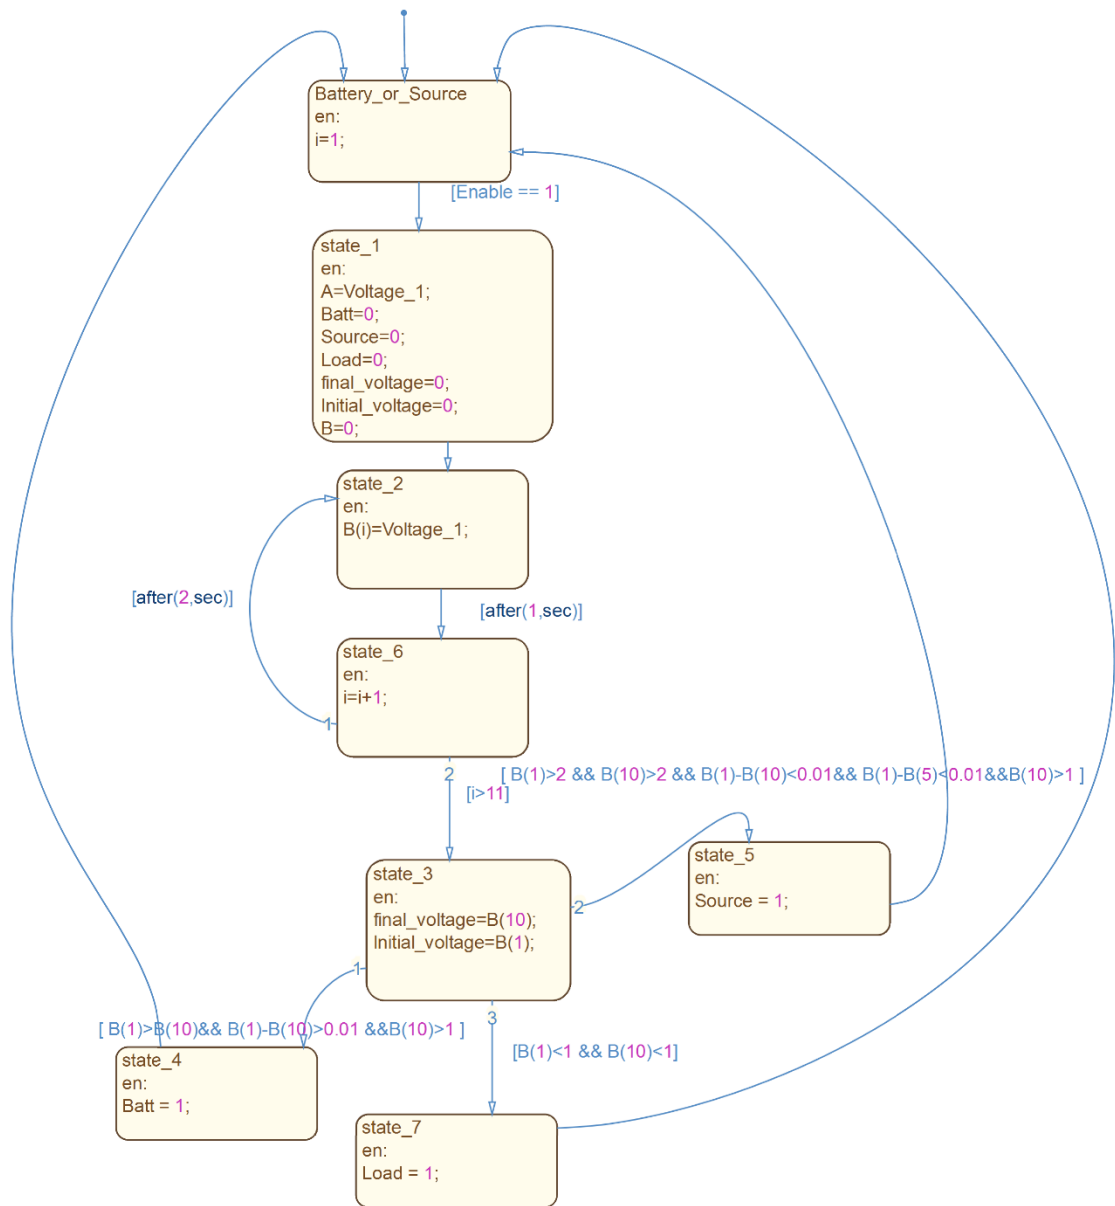 Battery_or_Source
en:
i=1;
[Enable == 1]
state_1
en:
A=Voltage_1;
Batt=0;
Source=0;
Load=0;
final_voltage=0;
Initial_voltage=0;
B=0;
state_2
en:
B(i)=Voltage_1;
[after(2,sec)]
[after(1,sec)]
state_6
en:
i=i+1;
1
2
[ B(1)>2 && B(10)>2 && B(1)-B(10)<0.01&& B(1)-B(5)<0.01&&B(10)>1 ]
[i>11]
state_3
en:
final_voltage=B(10);
Initial_voltage=B(1);
2
1
3
state_5
en:
Source = 1;
[ B(1)>B(10)&& B(1)-B(10)>0.01 &&B(10)>1 ]
[B(1)<1 && B(10)<1]
state_4
en:
Batt = 1;
state_7
en:
Load = 1;